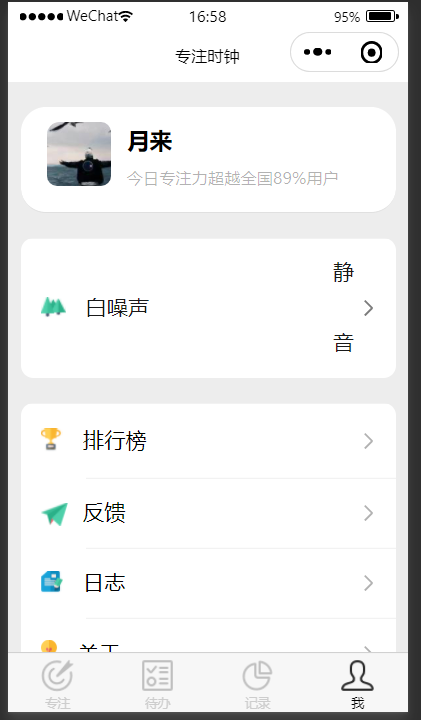 WeChat 16:58 95%
专注时钟
月来
今日专注力超越全国89%用户
白噪声
静
音
排行榜
反馈
日志
专注 待办 记录 我